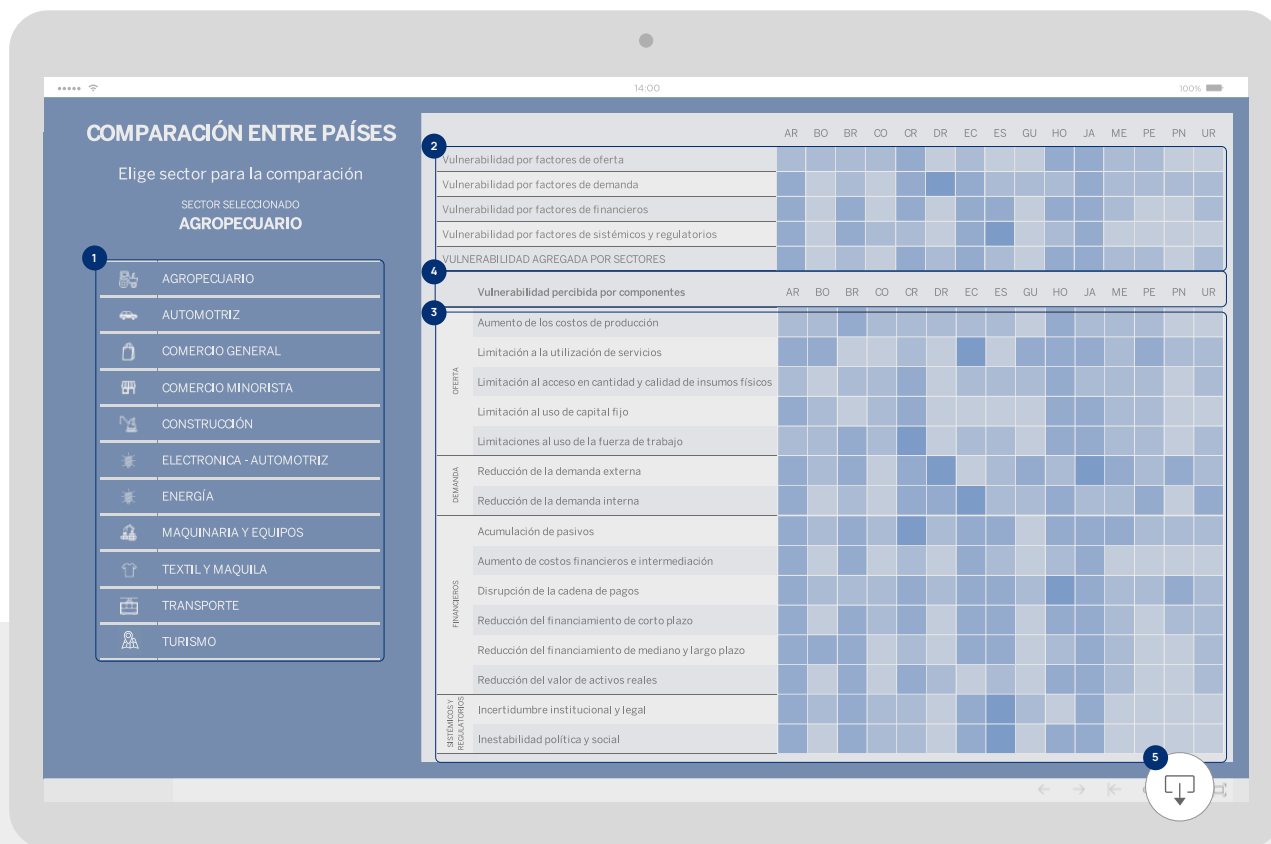 14:00
100%
COMPARACIÓN ENTRE PAÍSES
Elige sector para la comparación
SECTOR SELECCIONADO
AGROPECUARIO
1
AGROPECUARIO
AUTOMOTRIZ
COMERCIO GENERAL
COMERCIO MINORISTA
CONSTRUCCIÓN
ELECTRONICA - AUTOMOTRIZ
ENERGÍA
MAQUINARIA Y EQUIPOS
TEXTIL Y MAQUILA
TRANSPORTE
TURISMO
AR BO BR CO CR DR EC ES GU HO JA ME PE PN UR
2
Vulnerabilidad por factores de oferta
Vulnerabilidad por factores de demanda
Vulnerabilidad por factores de financieros
Vulnerabilidad por factores de sistémicos y regulatorios
VULNERABILIDAD AGREGADA POR SECTORES
4
Vulnerabilidad percibida por componentes AR BO BR CO CR DR EC ES GU HO JA ME PE PN UR
3
OFERTA
Aumento de los costos de producción
Limitación a la utilización de servicios
Limitación al acceso en cantidad y calidad de insumos físicos
Limitación al uso de capital fijo
Limitaciones al uso de la fuerza de trabajo
DEMANDA
Reducción de la demanda externa
Reducción de la demanda interna
FINANCIEROS
Acumulación de pasivos
Aumento de costos financieros e intermediación
Disrupción de la cadena de pagos
Reducción del financiamiento de corto plazo
Reducción del financiamiento de mediano y largo plazo
Reducción del valor de activos reales
SISTÉMICOS Y
REGULATORIOS
Incertidumbre institucional y legal
Inestabilidad política y social
5